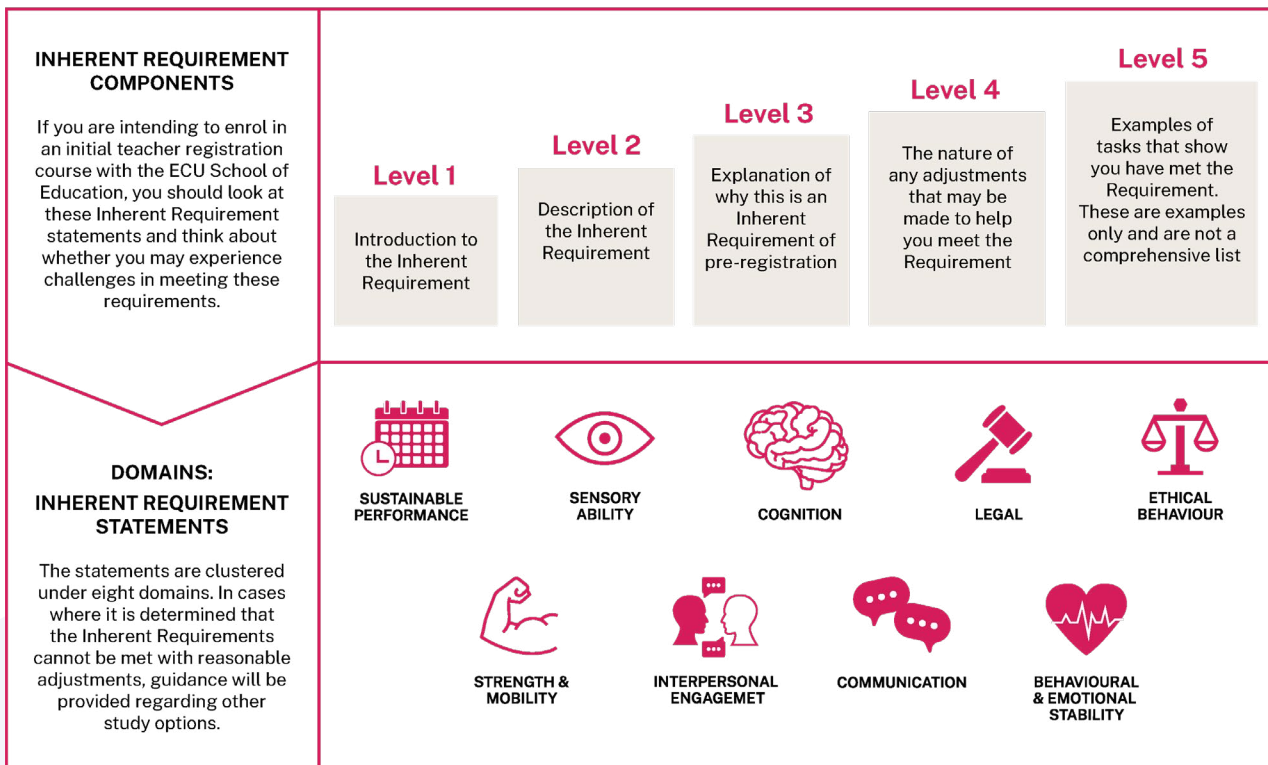 INHERENT REQUIREMENT
COMPONENTS
If you are intending to enrol in
an initial teacher registration
course with the ECU School of
Education, you should look at
these Inherent Requirement
statements and think about
whether you may experience
challenges in meeting these
requirements.
Level 1
Introduction to
the Inherent
Requirement
Level 2
Description of
the Inherent
Requirement
Level 3
Explanation of
why this is an
Inherent
Requirement of
pre-registration
Level 4
The nature of
any adjustments
that may be
made to help
you meet the
Requirement
Level 5
Examples of
tasks that show
you have met the
Requirement.
These are examples
only and are not a
comprehensive list
DOMAINS:
INHERENT REQUIREMENT
STATEMENTS
The statements are clustered
under eight domains. In cases
where it is determined that
the Inherent Requirements
cannot be met with reasonable
adjustments, guidance will be
provided regarding other
study options.
SUSTAINABLE
PERFORMANCE
SENSORY
ABILITY
COGNITION
LEGAL
ETHICAL
BEHAVIOUR
STRENGTH &
MOBILITY
INTERPERSONAL
ENGAGEMET
COMMUNICATION
BEHAVIOURAL
& EMOTIONAL
STABILITY